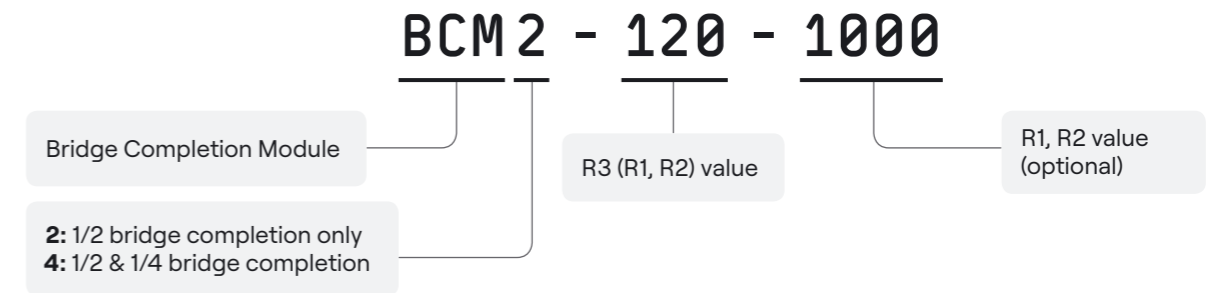 BCM2 - 120 - 1000
Bridge Completion Module
R3 (R1, R2) value
R1, R2 value
(optional)
2: 1/2 bridge completion only
4: 1/2 & 1/4 bridge completion